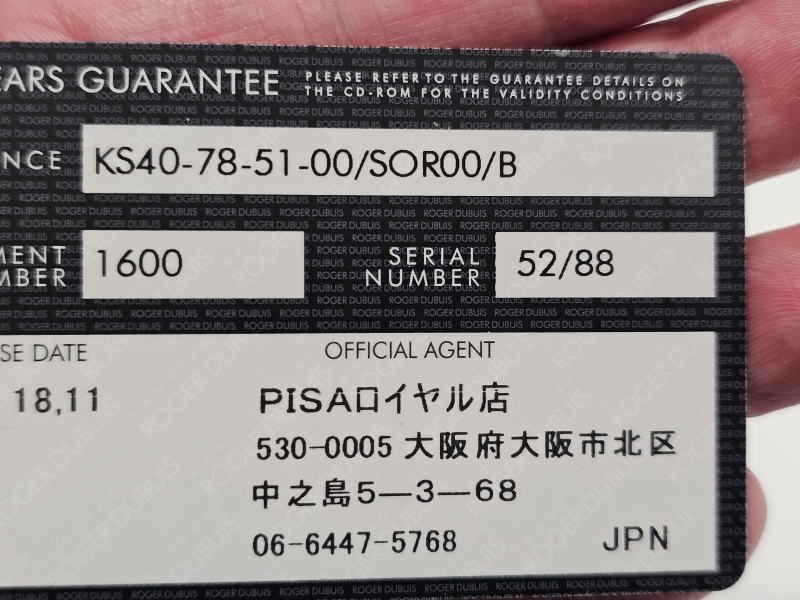 EARS GUARANTEE
PLEASE REFER TO THE GUARANTEE DETAILS ON
THE CD-ROM FOR THE VALIDITY CONDITIONS
NCE KS40-78-51-00/SOR00/B
MENT
MBER 1600
SERIAL
NUMBER 52/88
SE DATE
18,11
OFFICIAL AGENT
PISAロイヤル店
530-0005 大阪府大阪市北区
中之島5―3―68
06-6447-5768 JPN
ROGER DUBUIS